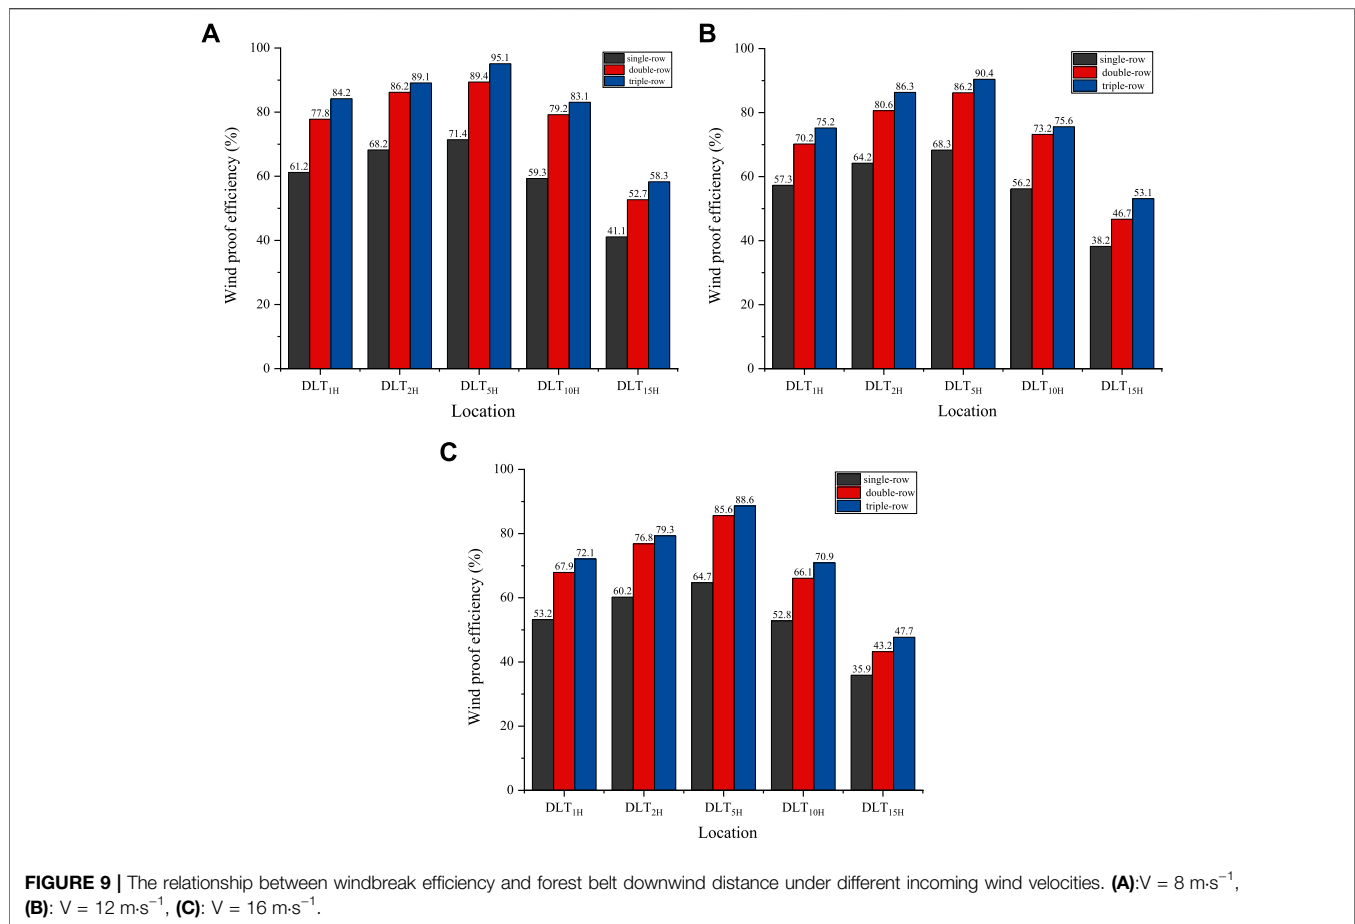 A
100
80
60
40
20
0
Wind proof efficiency (%)
single-row
double-row
triple-row
61.2 77.8 84.2 68.2 86.2 89.1 71.4 89.4 95.1 59.3 79.2 83.1 41.1 52.7 58.3
DLT1H DLT2H DLT5H DLT10H DLT15H
Location
B
100
80
60
40
20
0
Wind proof efficiency (%)
single-row
double-row
triple-row
57.3 70.2 75.2 64.2 80.6 86.3 68.3 86.2 90.4 56.2 73.2 75.6 38.2 46.7 53.1
DLT1H DLT2H DLT5H DLT10H DLT15H
Location
C
100
80
60
40
20
0
Wind proof efficiency (%)
single-row
double-row
triple-row
53.2 67.9 72.1 60.2 76.8 79.3 64.7 85.6 88.6 52.8 66.1 70.9 35.9 43.2 47.7
DLT1H DLT2H DLT5H DLT10H DLT15H
Location
FIGURE 9 | The relationship between windbreak efficiency and forest belt downwind distance under different incoming wind velocities. (A):V = 8 m·s−1,
(B): V = 12 m·s−1, (C): V = 16 m·s−1.